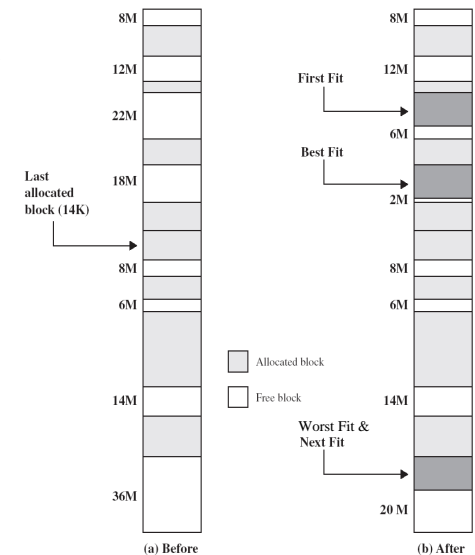 8M
12M
22M
18M
Last
allocated
block (14K)
8M
6M
14M
36M
(a) Before
Allocated block
Free block
8M
12M
First Fit
6M
Best Fit
2M
8M
6M
14M
Worst Fit &
Next Fit
20 M
(b) After